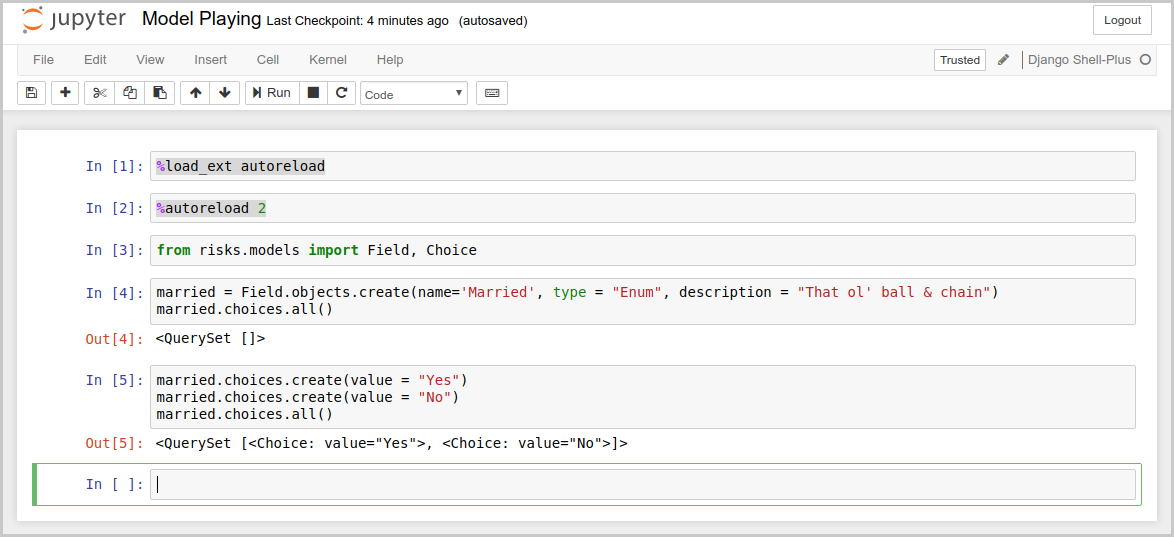 jupyter Model Playing Last Checkpoint: 4 minutes ago (autosaved) Logout
File Edit View Insert Cell Kernel Help Trusted Django Shell-Plus
Run Code
In [1]: %load_ext autoreload
In [2]: %autoreload 2
In [3]: from risks.models import Field, Choice
In [4]: married = Field.objects.create(name='Married', type = "Enum", description = "That ol' ball & chain")
married.choices.all()
Out[4]: <QuerySet []>
In [5]: married.choices.create(value = "Yes")
married.choices.create(value = "No")
married.choices.all()
Out[5]: <QuerySet [<Choice: value="Yes">, <Choice: value="No">]>
In [ ]: